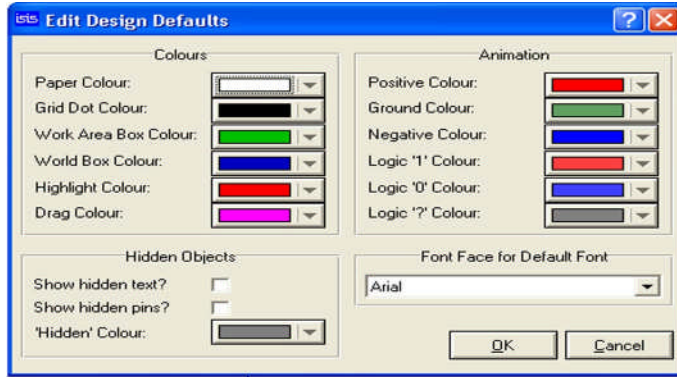 isis Edit Design Defaults
Colours
Paper Colour:
Grid Dot Colour:
Work Area Box Colour:
World Box Colour:
Highlight Colour:
Drag Colour:
Animation
Positive Colour:
Ground Colour:
Negative Colour:
Logic '1' Colour:
Logic '0' Colour:
Logic '?' Colour:
Hidden Objects
Show hidden text?
Show hidden pins?
'Hidden' Colour:
Font Face for Default Font
Arial
OK Cancel